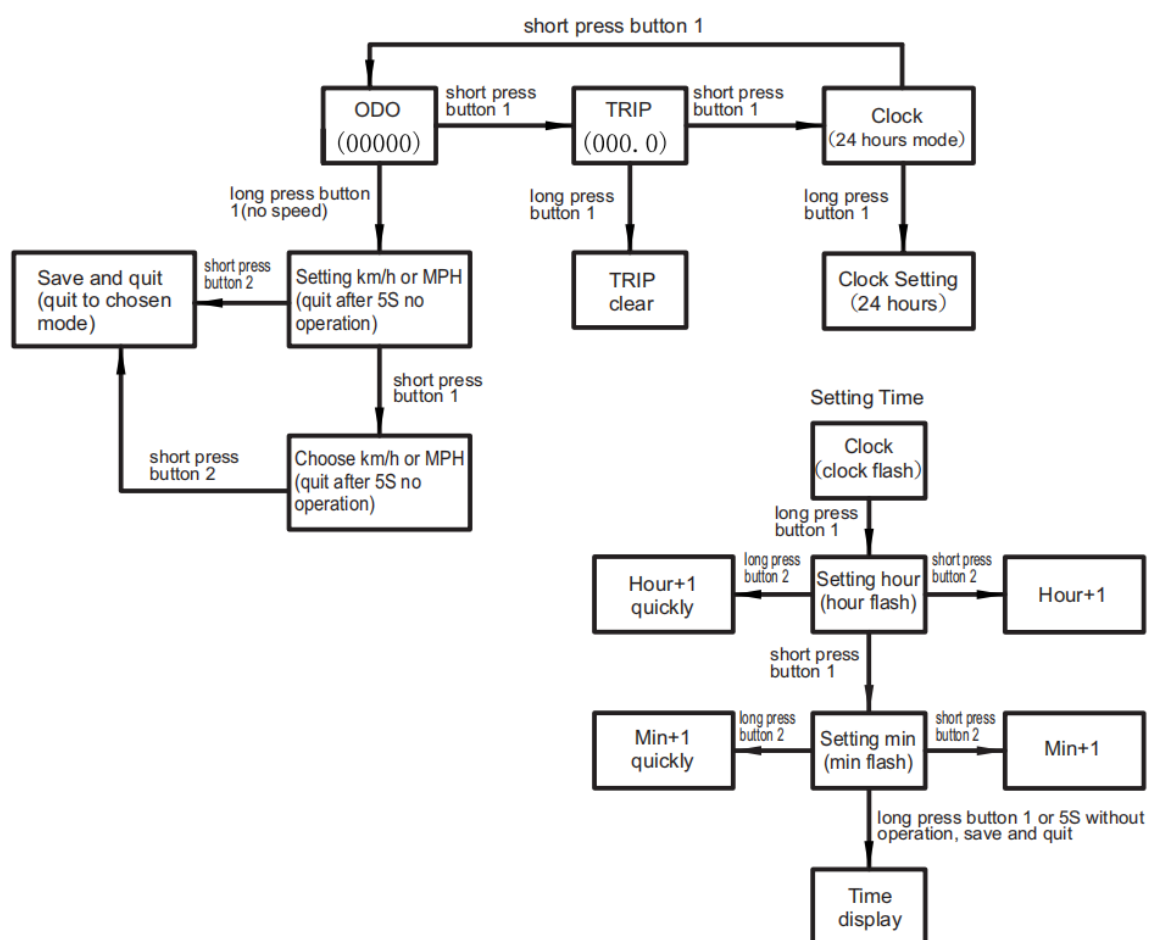 short press button 1
ODO
(00000)
short press
button 1
TRIP
(000.0)
short press
button 1
Clock
(24 hours mode)
long press button
1(no speed)
long press
button 1
long press
button 1
Save and quit
(quit to chosen
mode)
short press
button 2
Setting km/h or MPH
(quit after 5S no
operation)
TRIP
clear
Clock Setting
(24 hours)
short press
button 1
short press
button 2
Choose km/h or MPH
(quit after 5S no
operation)
Setting Time
Clock
(clock flash)
long press
button 1
Hour+1
quickly
long press
button 2
Setting hour
(hour flash)
short press
button 2
Hour+1
short press
button 1
Min+1
quickly
long press
button 2
Setting min
(min flash)
short press
button 2
Min+1
long press button 1 or 5S without
operation, save and quit
Time
display